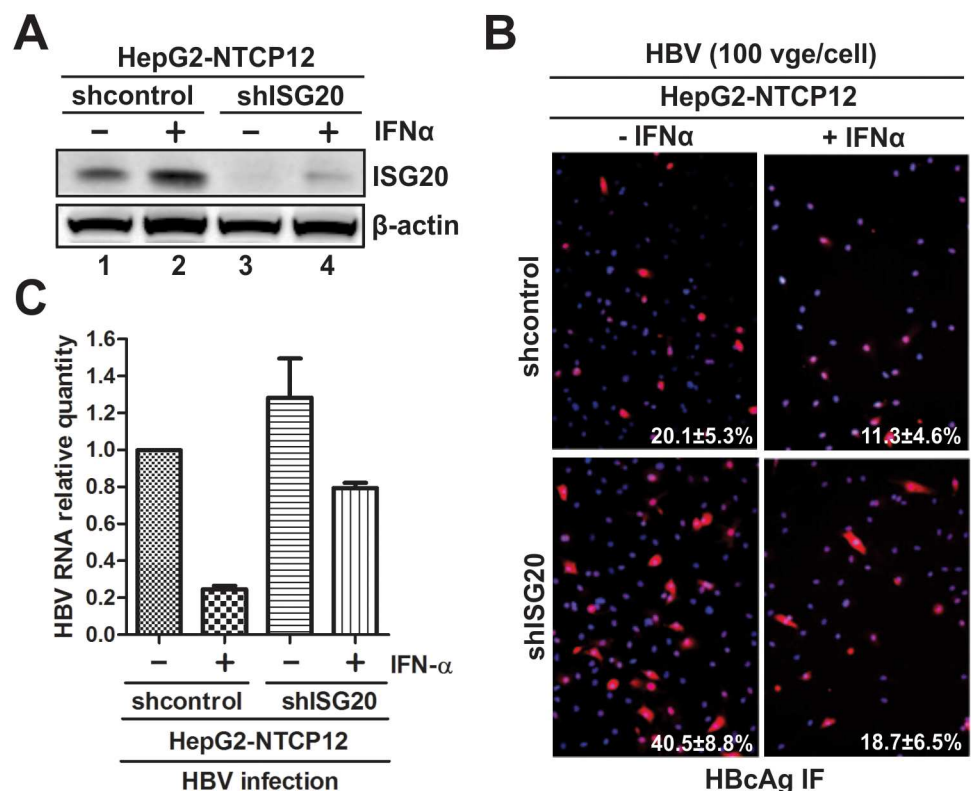 A
HepG2-NTCP12
shcontrol shISG20
− + − + IFNα
ISG20
β-actin
1 2 3 4
B
HBV (100 vge/cell)
HepG2-NTCP12
- IFNα + IFNα
shcontrol
20.1±5.3% 11.3±4.6%
shISG20
40.5±8.8% 18.7±6.5%
HBcAg IF
C
HBV RNA relative quantity
1.6
1.4
1.2
1.0
0.8
0.6
0.4
0.2
0.0
− + − + IFN-α
shcontrol shISG20
HepG2-NTCP12
HBV infection